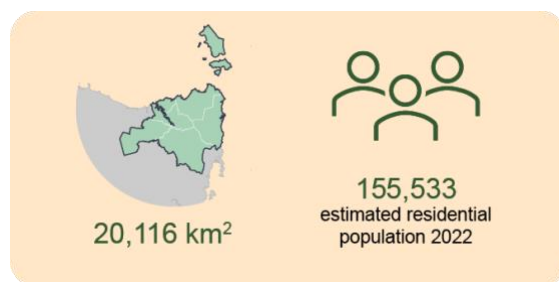 20,116 km²
155,533
estimated residential
population 2022